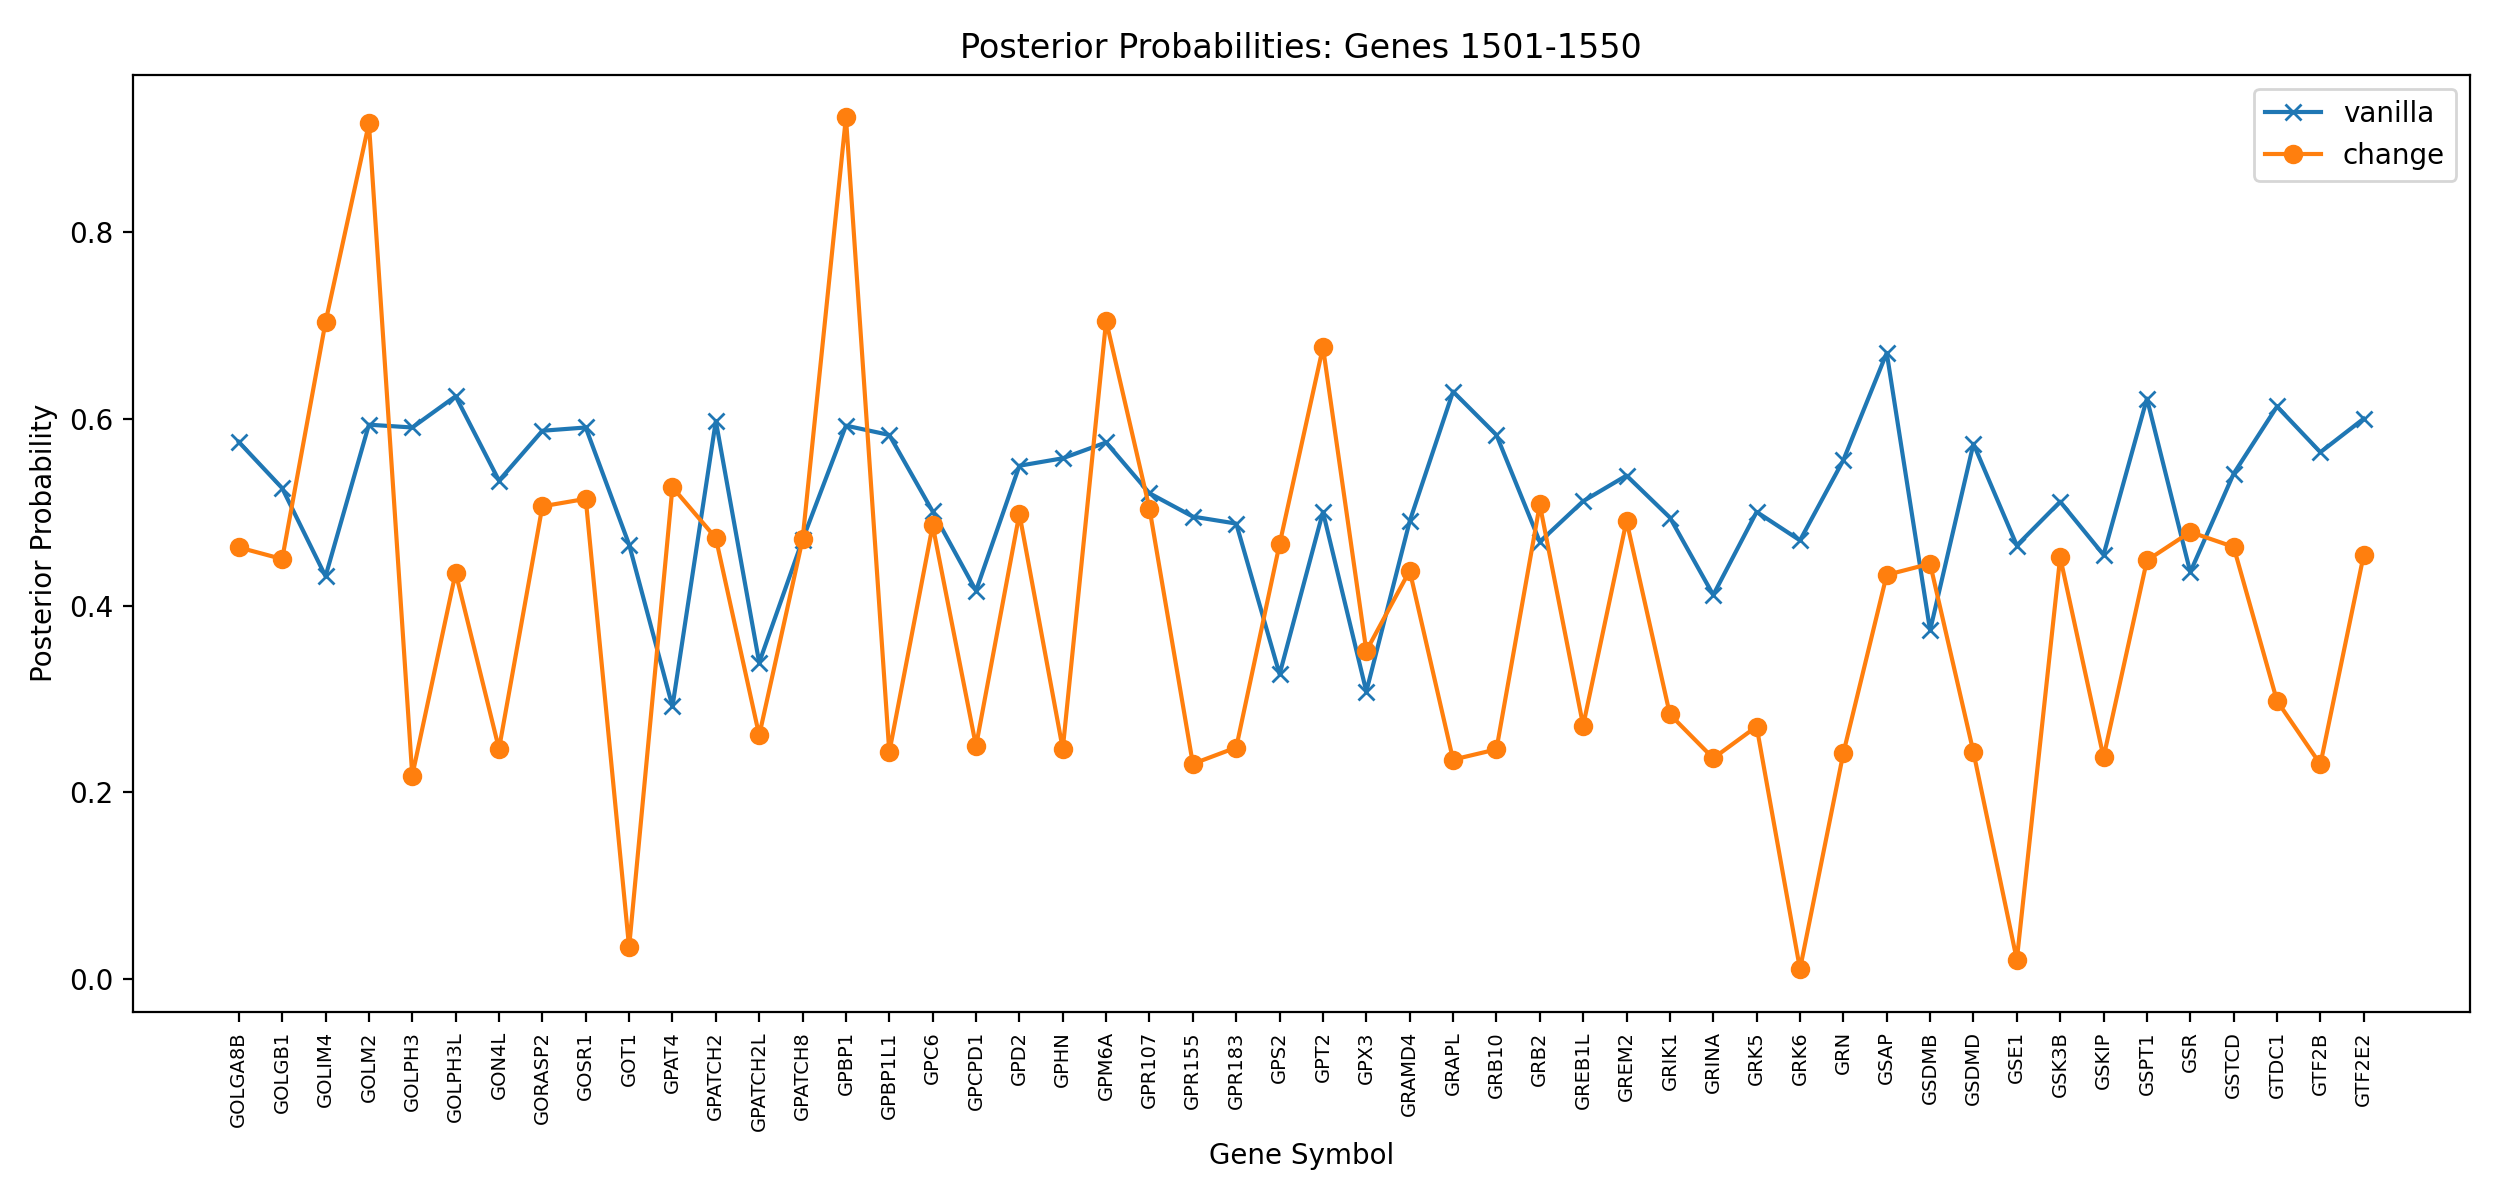 Posterior Probabilities: Genes 1501-1550
vanilla
change
Posterior Probability
0.8
0.6
0.4
0.2
0.0
GOLGA8B
GOLGB1
GOLIM4
GOLM2
GOLPH3
GOLPH3L
GON4L
GORASP2
GOSR1
GOT1
GPAT4
GPATCH2
GPATCH2L
GPATCH8
GPBP1
GPBP1L1
GPC6
GPCPD1
GPD2
GPHN
GPM6A
GPR107
GPR155
GPR183
GPS2
GPT2
GPX3
GRAMD4
GRAPL
GRB10
GRB2
GREB1L
GREM2
GRIK1
GRINA
GRK5
GRK6
GRN
GSAP
GSDMB
GSDMD
GSE1
GSK3B
GSKIP
GSPT1
GSR
GSTCD
GTDC1
GTF2B
GTF2E2
Gene Symbol